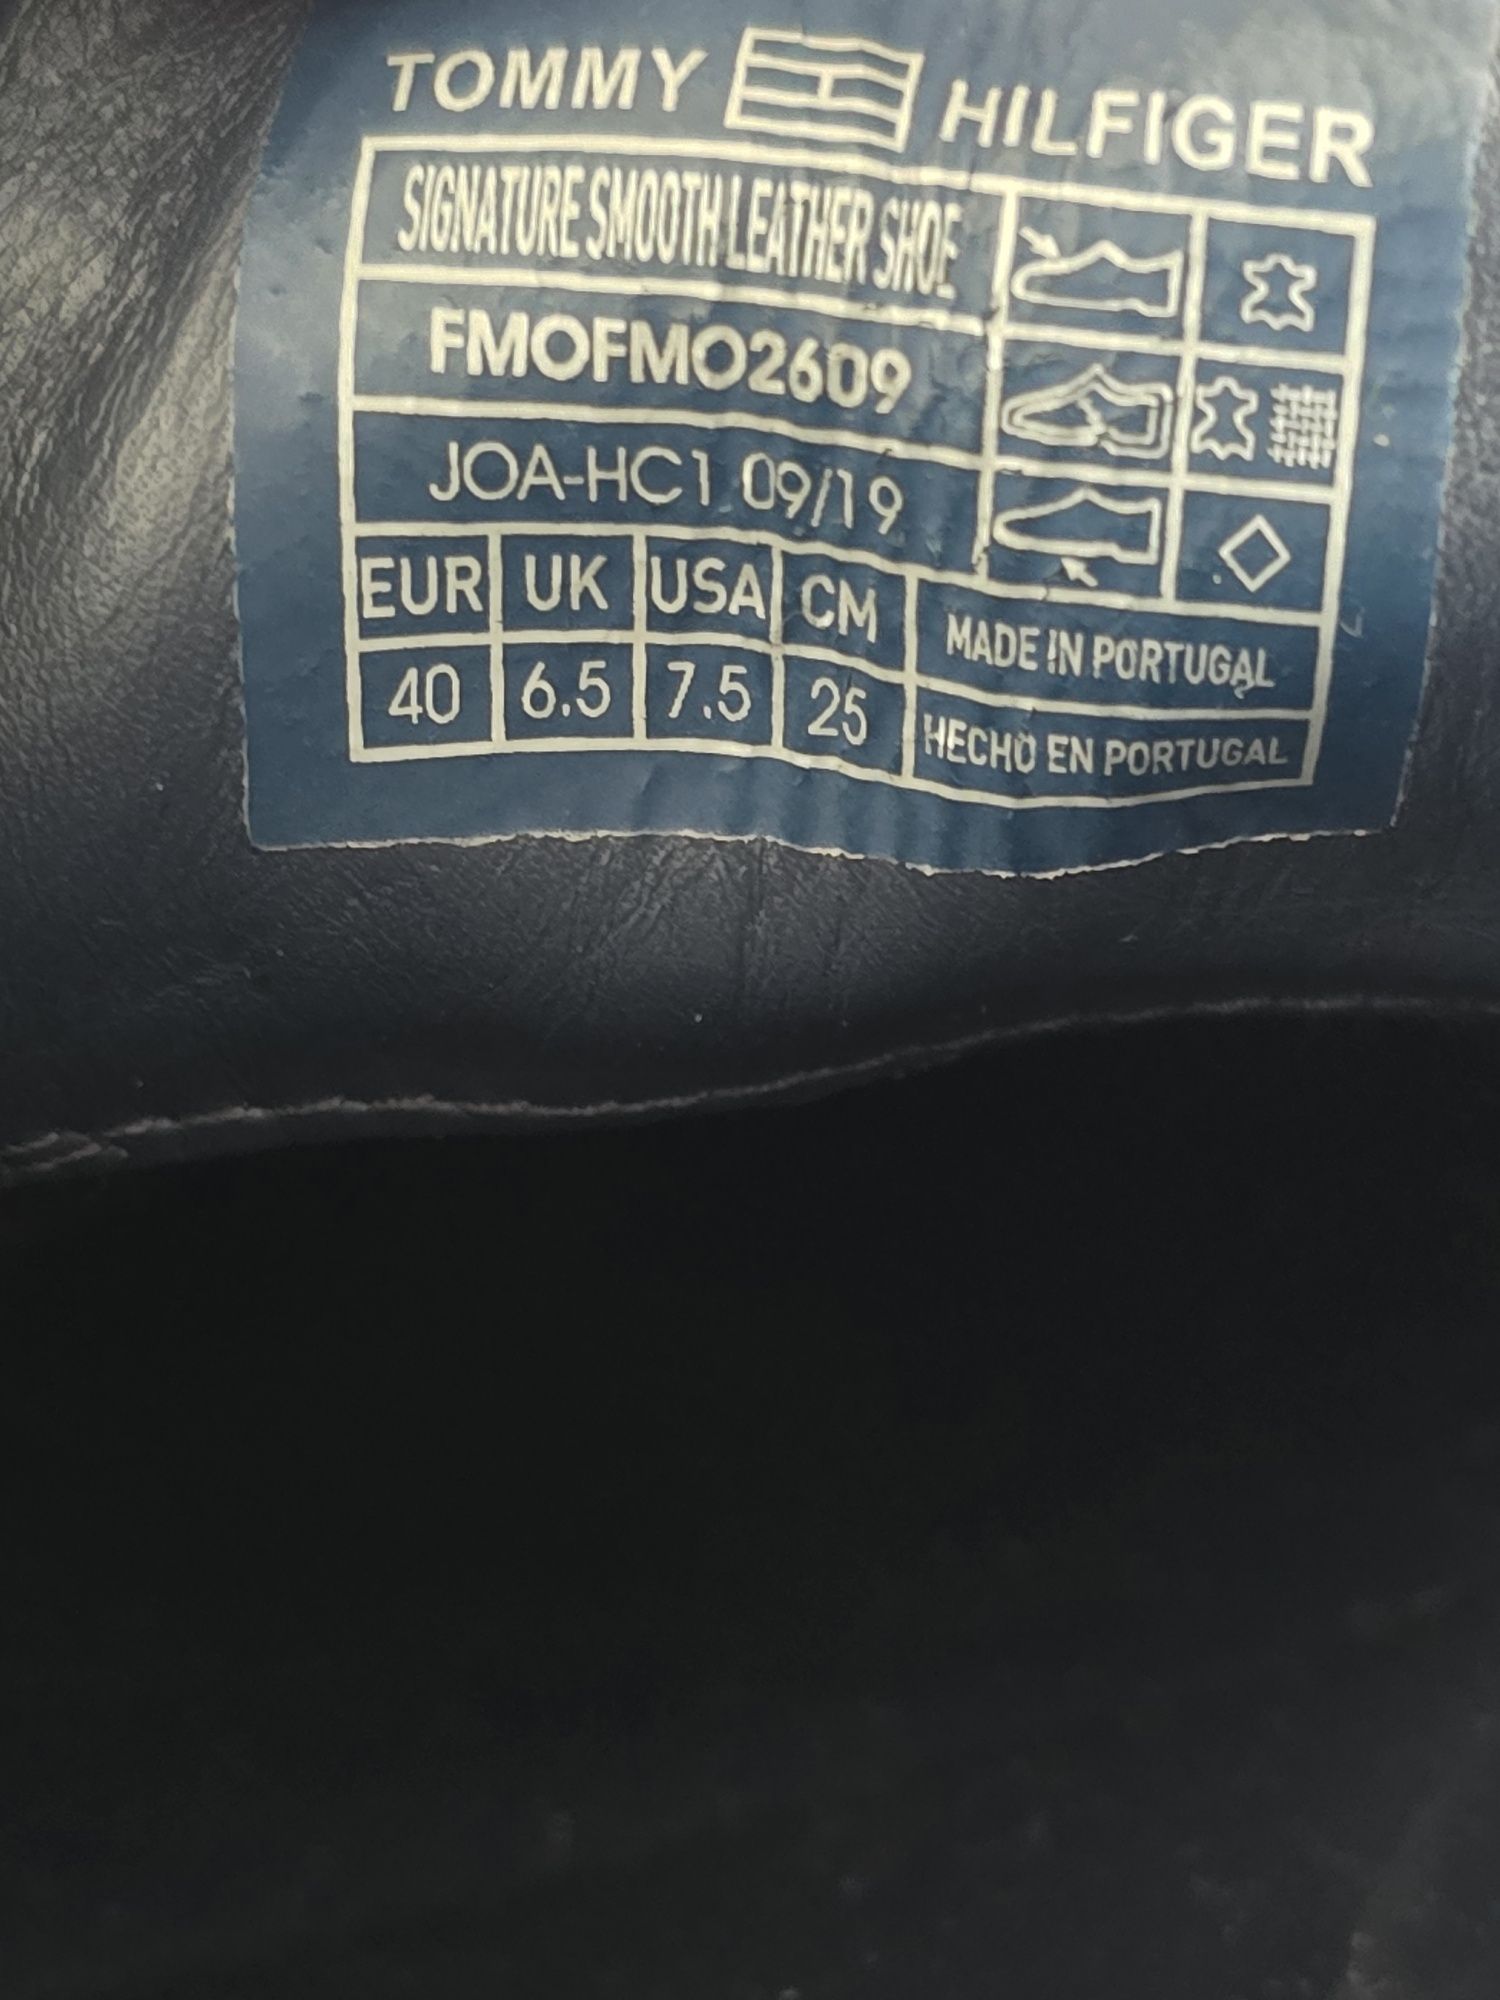 TOMMY HILFIGER
SIGNATURE SMOOTH LEATHER SHOE
FMOFMO2609
JOA-HC1 09/19
EUR UK USA CM
40 6.5 7.5 25
MADE IN PORTUGAL
HECHO EN PORTUGAL